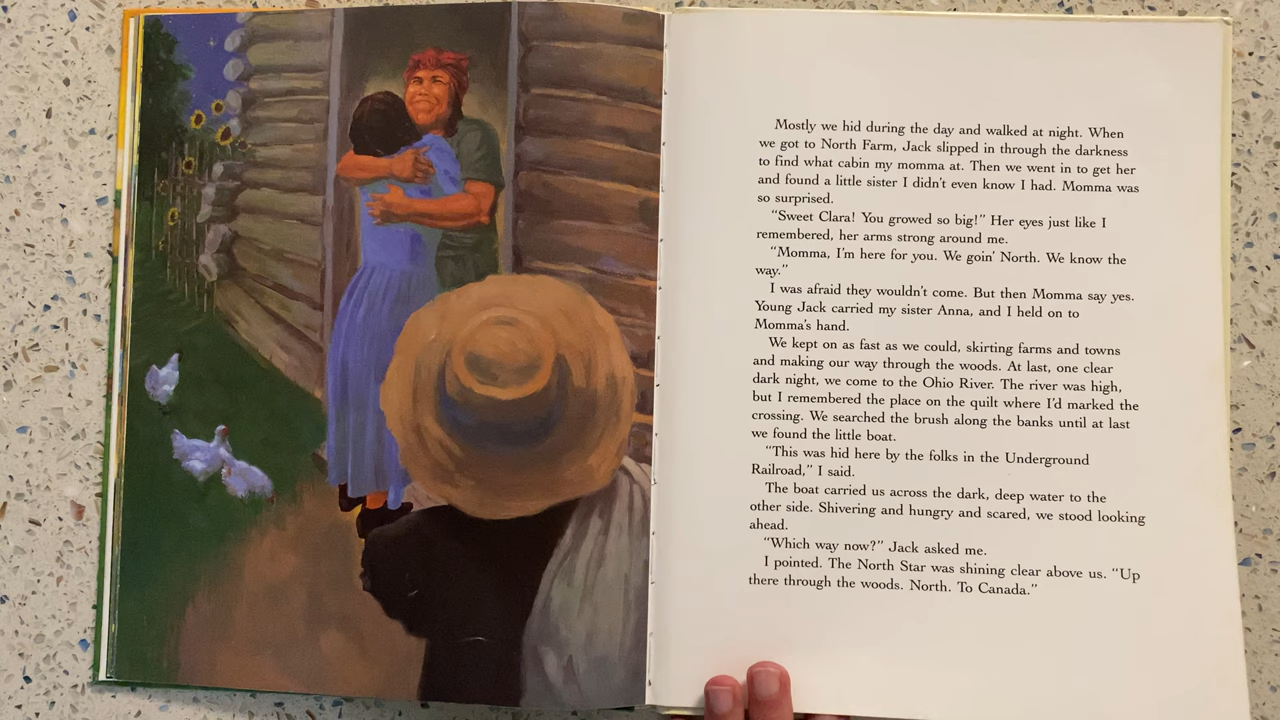 Mostly we hid during the day and walked at night. When
we got to North Farm, Jack slipped in through the darkness
to find what cabin my momma at. Then we went in to get her
and found a little sister I didn’t even know I had. Momma was
so surprised.
“Sweet Clara! You growed so big!” Her eyes just like I
remembered, her arms strong around me.
“Momma, I’m here for you. We goin’ North. We know the
way.”
I was afraid they wouldn’t come. But then Momma say yes.
Young Jack carried my sister Anna, and I held on to
Momma’s hand.
We kept on as fast as we could, skirting farms and towns
and making our way through the woods. At last, one clear
dark night, we come to the Ohio River. The river was high,
but I remembered the place on the quilt where I’d marked the
crossing. We searched the brush along the banks until at last
we found the little boat.
“This was hid here by the folks in the Underground
Railroad,” I said.
The boat carried us across the dark, deep water to the
other side. Shivering and hungry and scared, we stood looking
ahead.
“Which way now?” Jack asked me.
I pointed. The North Star was shining clear above us. “Up
there through the woods. North. To Canada.”